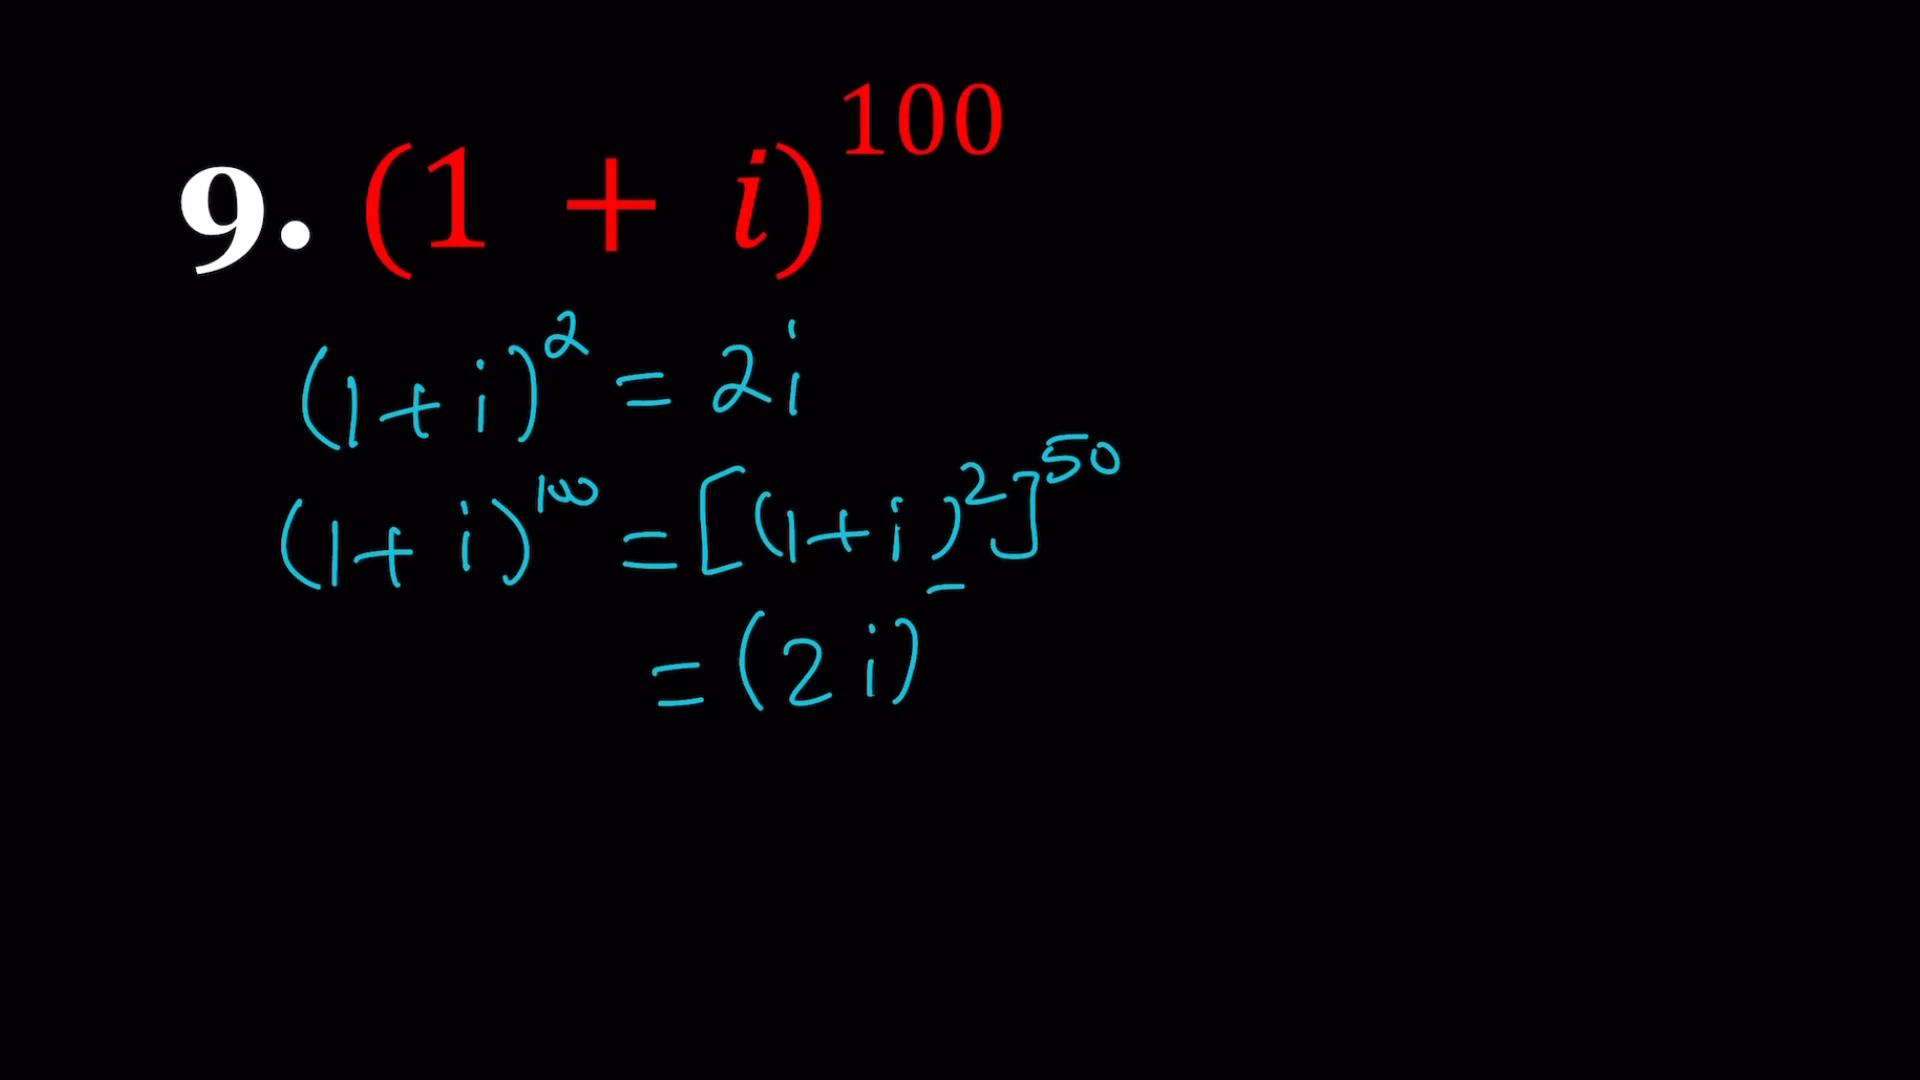 9. (1 + i)^100
(1+i)^2 = 2i
(1+i)^100 = [(1+i)^2]^50
= (2i)^-